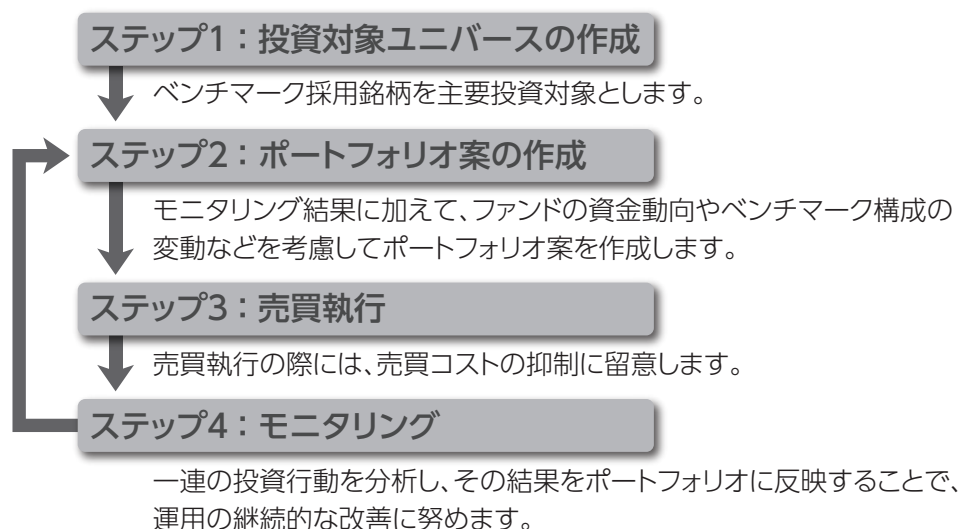 ステップ1：投資対象ユニバースの作成
ベンチマーク採用銘柄を主要投資対象とします。
ステップ2：ポートフォリオ案の作成
モニタリング結果に加えて、ファンドの資金動向やベンチマーク構成の
変動などを考慮してポートフォリオ案を作成します。
ステップ3：売買執行
売買執行の際には、売買コストの抑制に留意します。
ステップ4：モニタリング
一連の投資行動を分析し、その結果をポートフォリオに反映することで、
運用の継続的な改善に努めます。